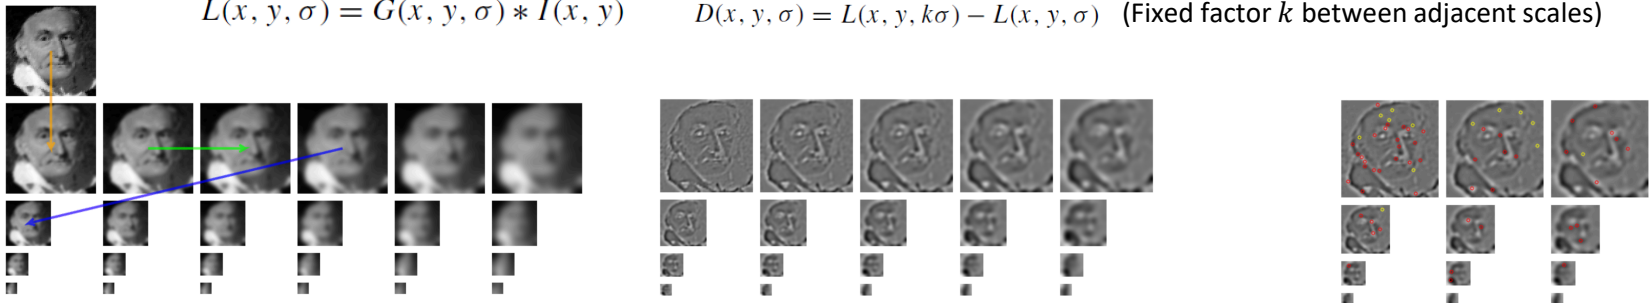 L(x, y, σ) = G(x, y, σ) ∗ I(x, y)
D(x, y, σ) = L(x, y, kσ) − L(x, y, σ) (Fixed factor k between adjacent scales)